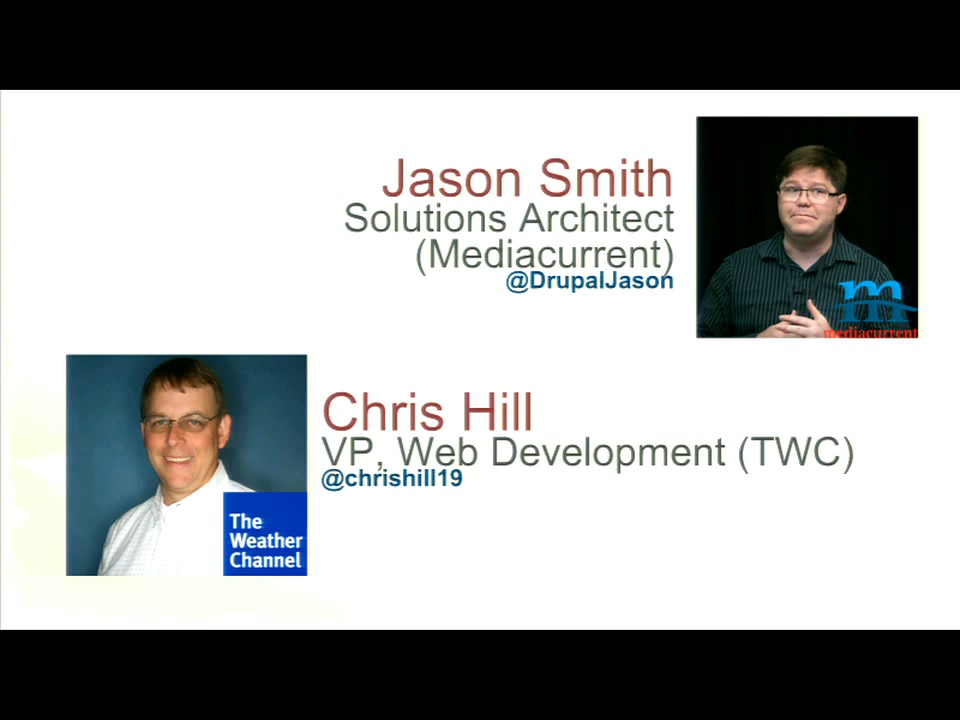 Jason Smith
Solutions Architect
(Mediacurrent)
@DrupalJason
m
mediacurrent
Chris Hill
VP, Web Development (TWC)
@chrishill19
The
Weather
Channel